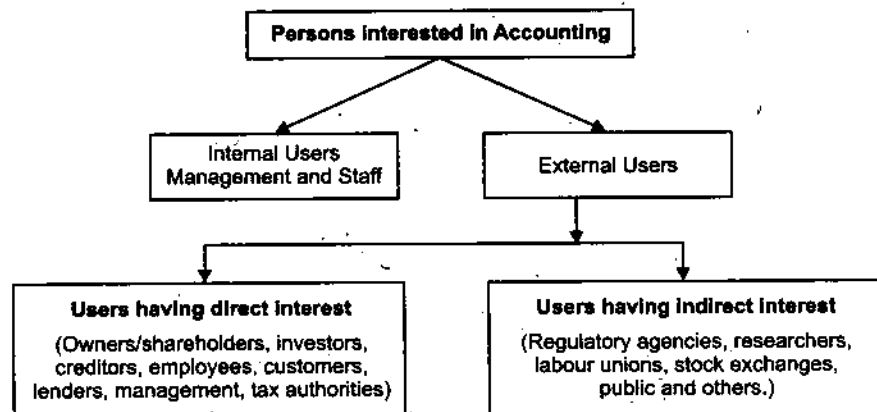 Persons interested in Accounting
Internal Users
Management and Staff
External Users
Users having direct interest
(Owners/shareholders, investors,
creditors, employees, customers,
lenders, management, tax authorities)
Users having indirect interest
(Regulatory agencies, researchers,
labour unions, stock exchanges,
public and others.)